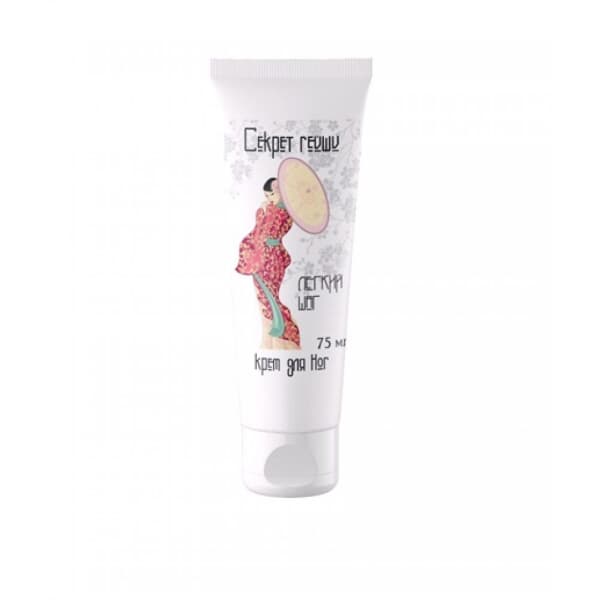 Секрет гейши
ЛЕГКИЙ
ШАГ
75 мл
крем для ног